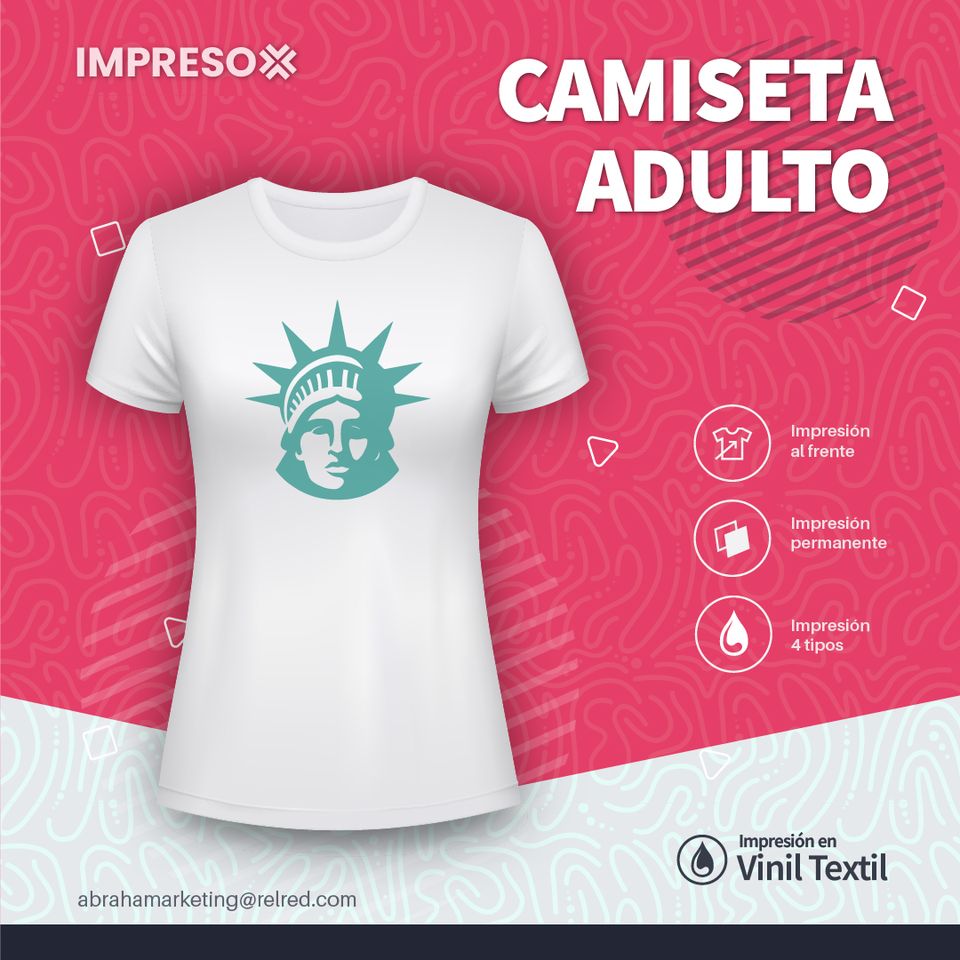 IMPRESOX
CAMISETA
ADULTO
Impresión
al frente
Impresión
permanente
Impresión
4 tipos
Impresión en
Vinil Textil
abrahamarketing@relred.com